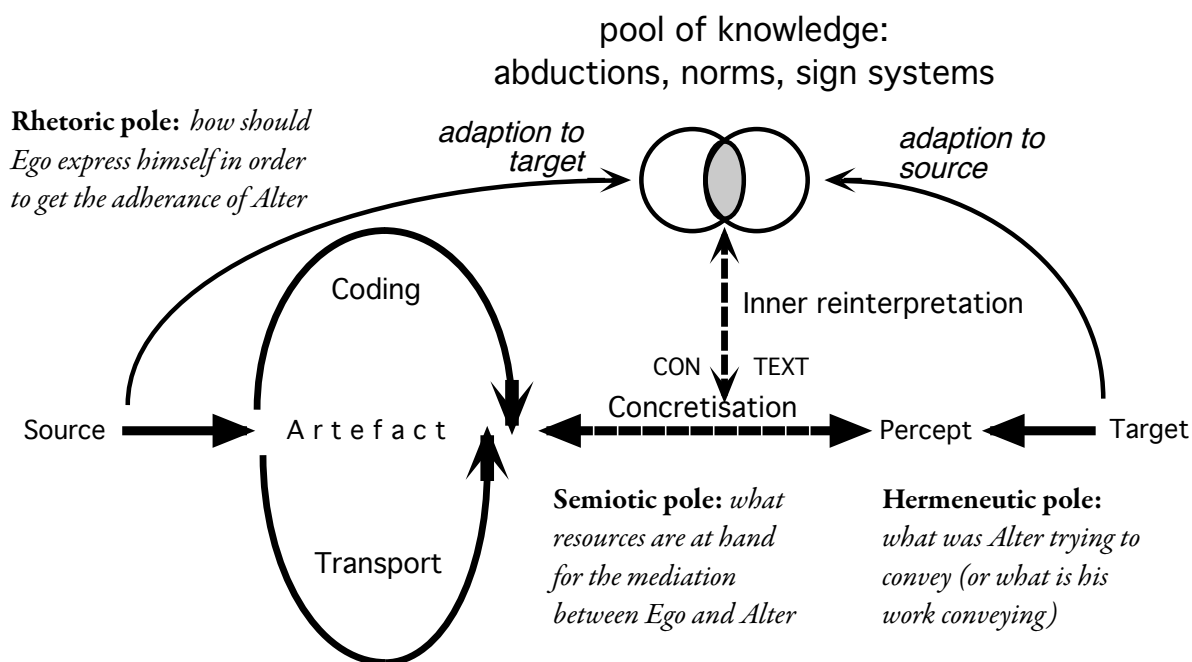 pool of knowledge:
abductions, norms, sign systems
Rhetoric pole: how should
Ego express himself in order
to get the adherance of Alter
adaption to
target
adaption to
source
Coding
Inner reinterpretation
CON TEXT
Concretisation
Source
Artefact
Percept
Target
Transport
Semiotic pole: what
resources are at hand
for the mediation
between Ego and Alter
Hermeneutic pole:
what was Alter trying to
convey (or what is his
work conveying)